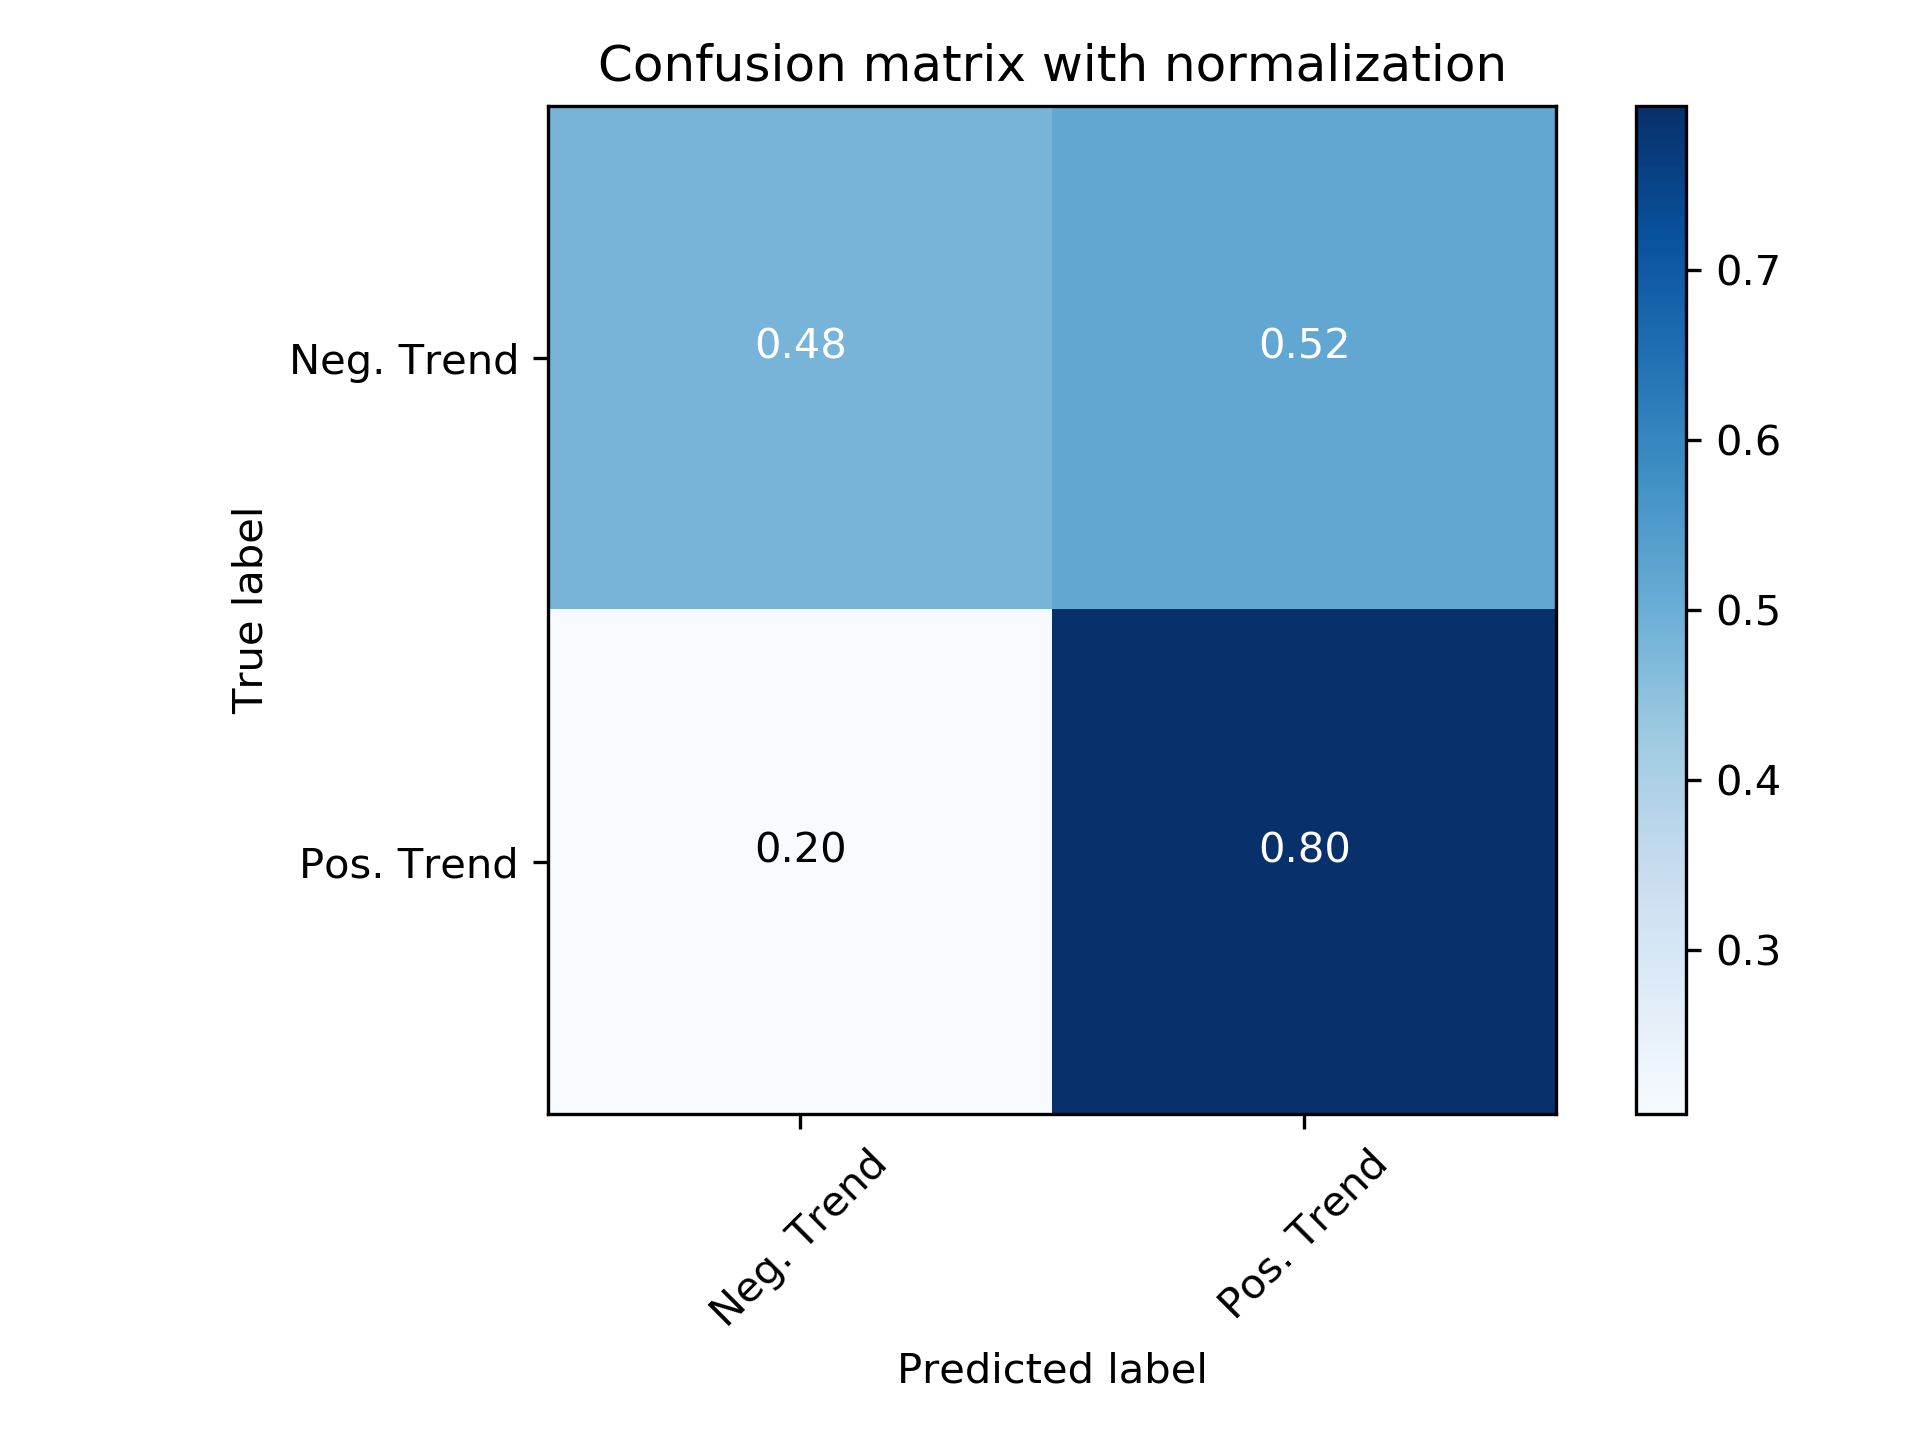 Confusion matrix with normalization
Neg. Trend
0.48
0.52
Pos. Trend
0.20
0.80
True label
Neg. Trend
Pos. Trend
Predicted label
0.7
0.6
0.5
0.4
0.3